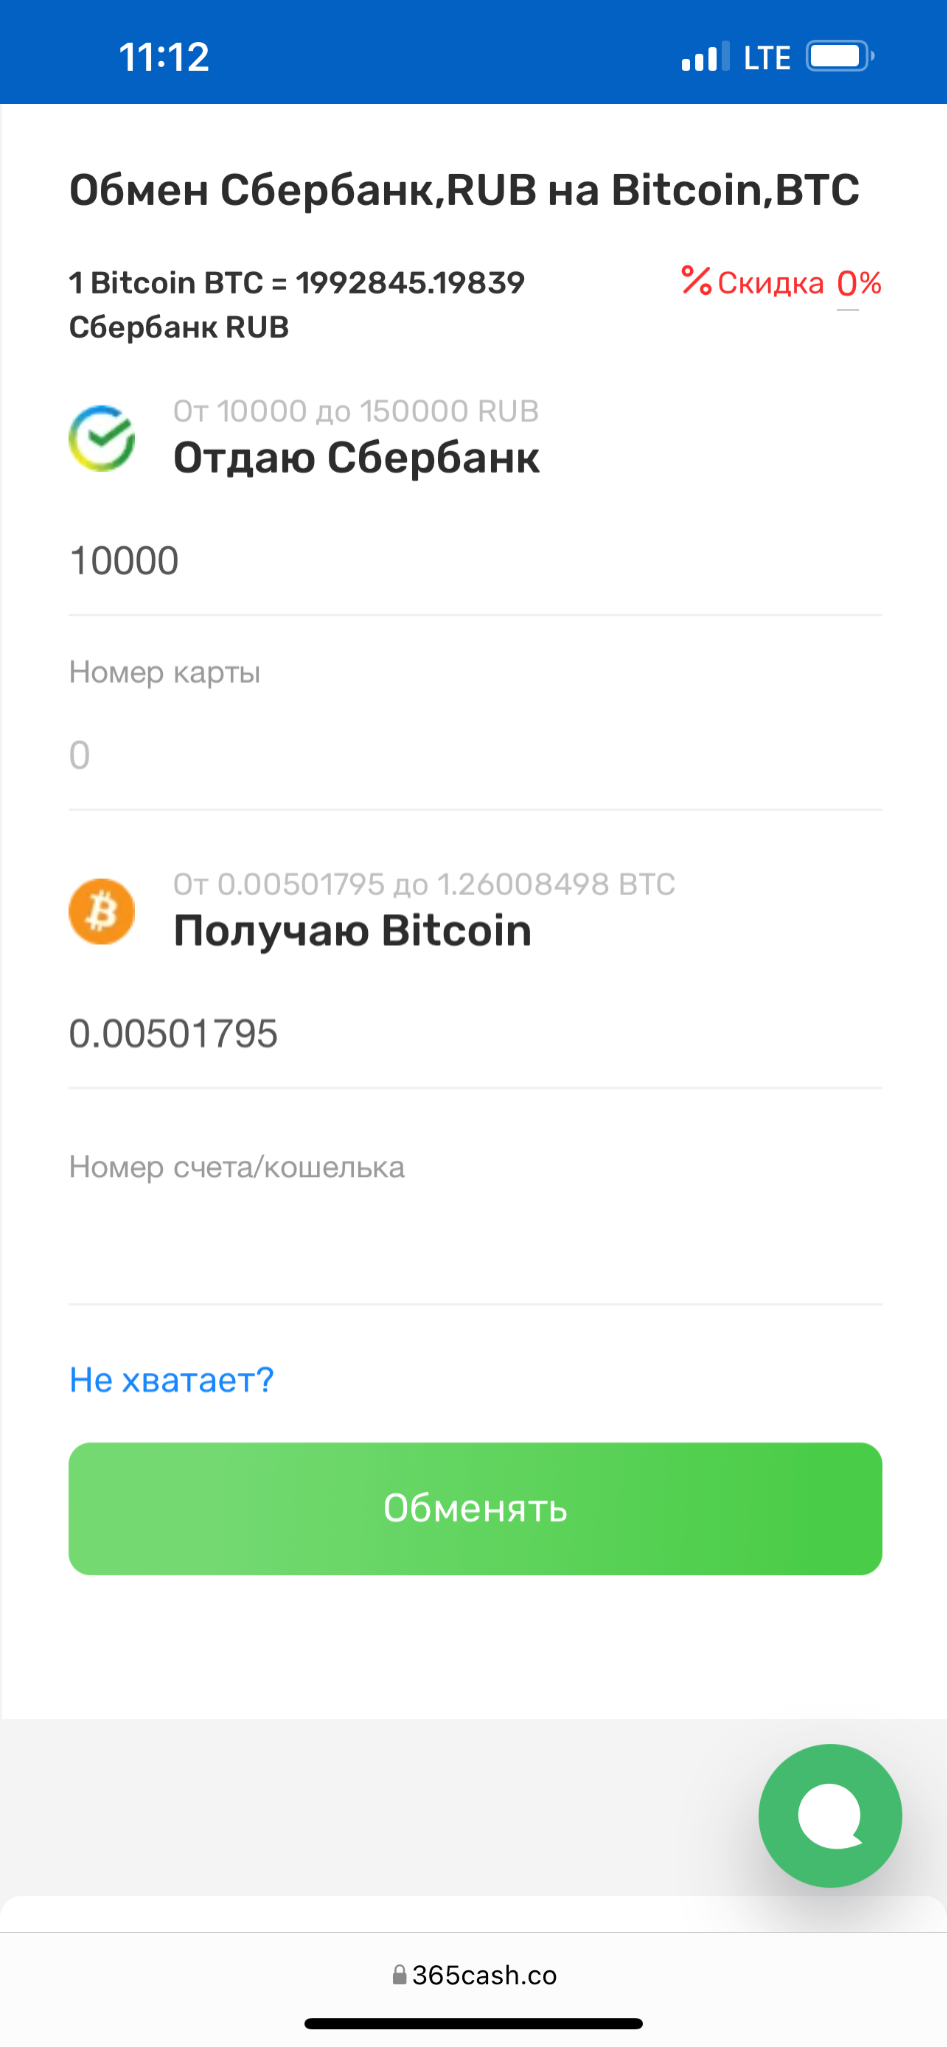 11:12
LTE
Обмен Сбербанк,RUB на Bitcoin,BTC
1 Bitcoin BTC = 1992845.19839
Сбербанк RUB
% Скидка 0%
От 10000 до 150000 RUB
Отдаю Сбербанк
10000
Номер карты
0
От 0.00501795 до 1.26008498 BTC
Получаю Bitcoin
0.00501795
Номер счета/кошелька
Не хватает?
Обменять
365cash.co